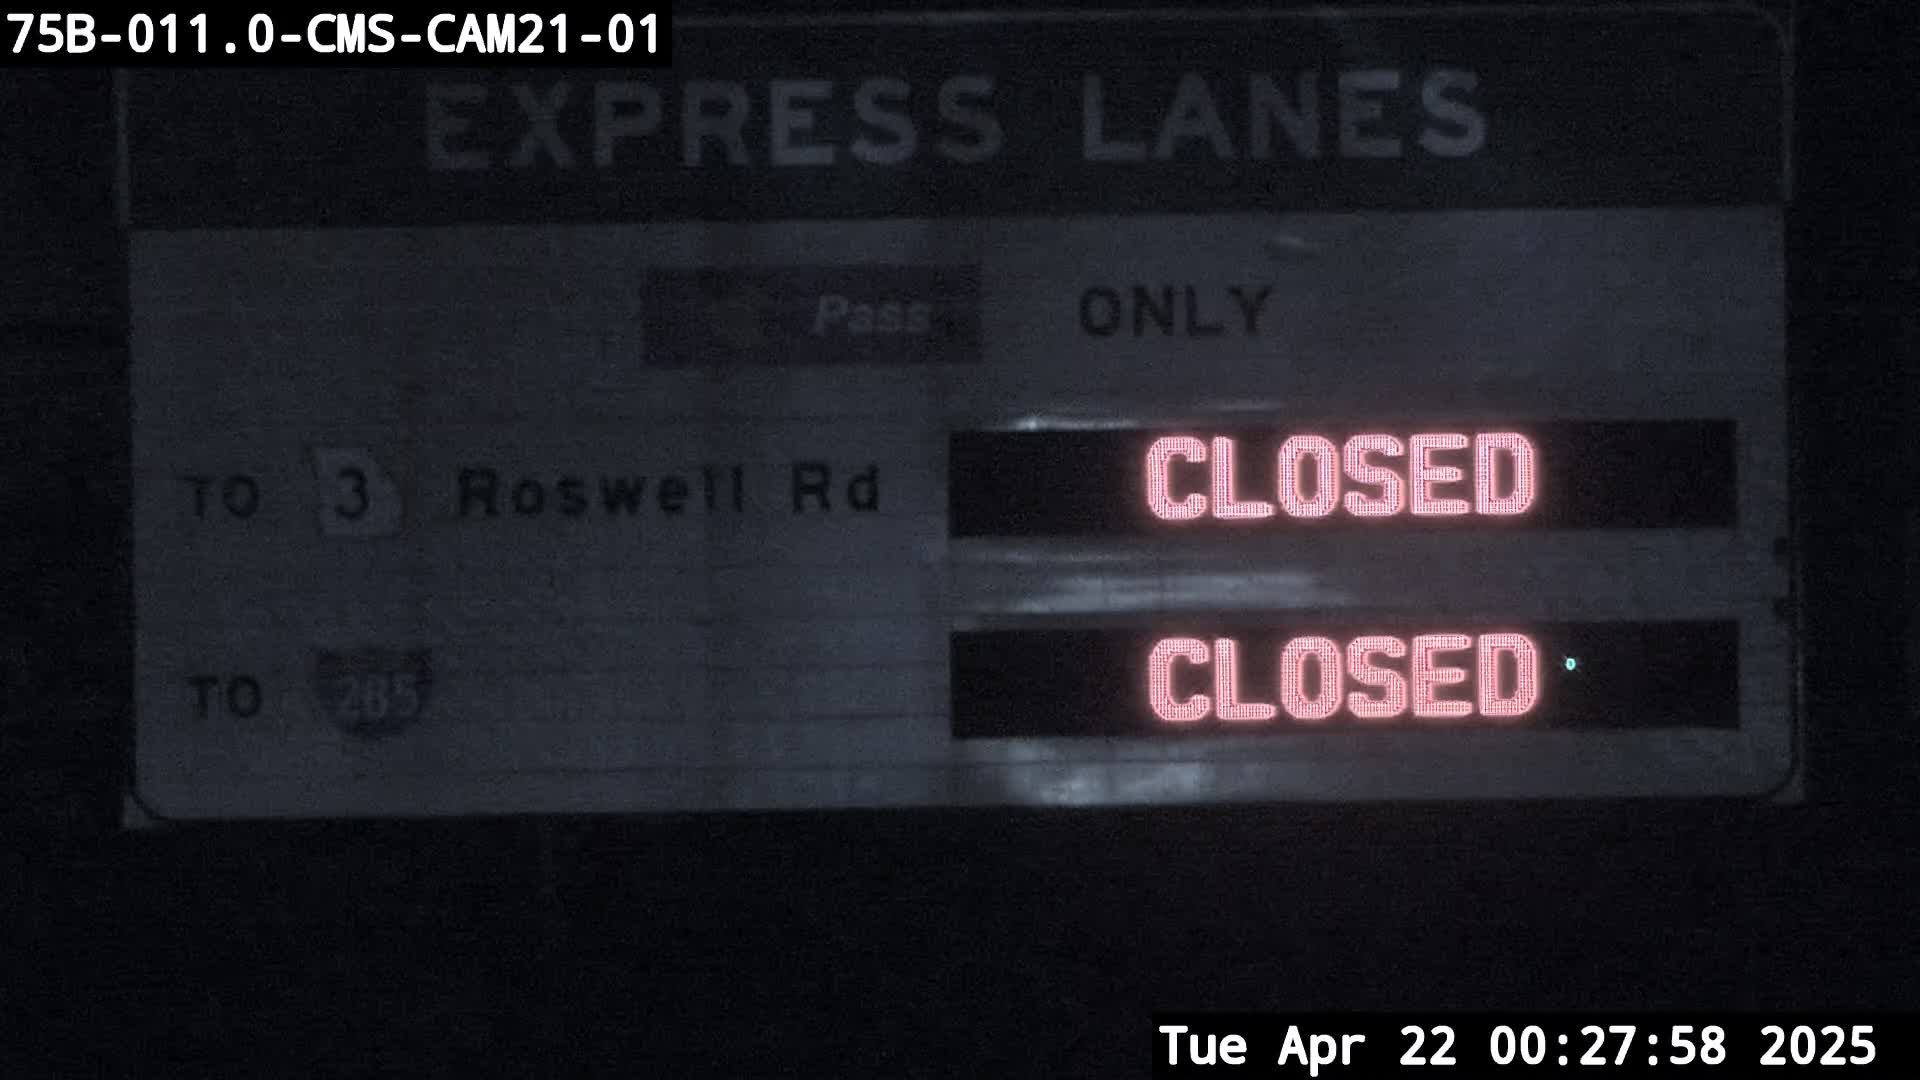 75B-011.0-CMS-CAM21-01
EXPRESS LANES
Pass ONLY
TO 3 Roswell Rd CLOSED
TO 285 CLOSED
Tue Apr 22 00:27:58 2025